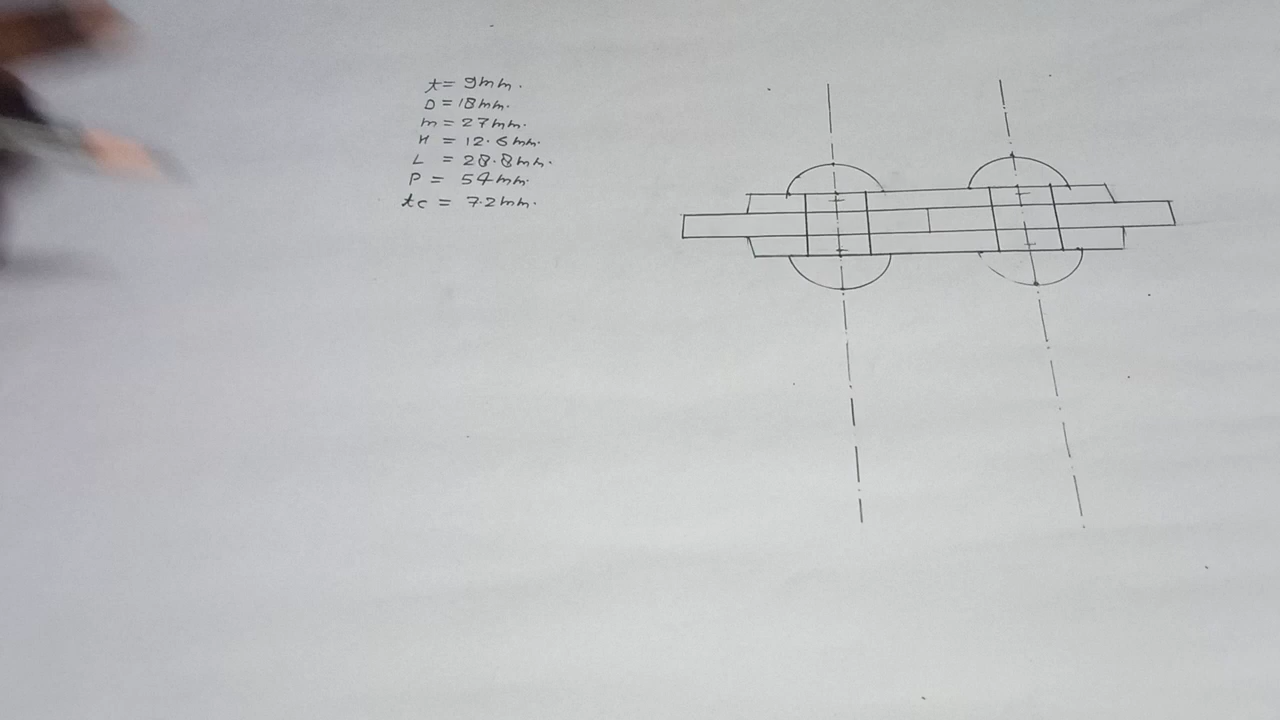 t = 9mm.
D = 18mm.
m = 27mm.
H = 12.6mm.
L = 28.8mm.
P = 54mm.
tc = 7.2mm.